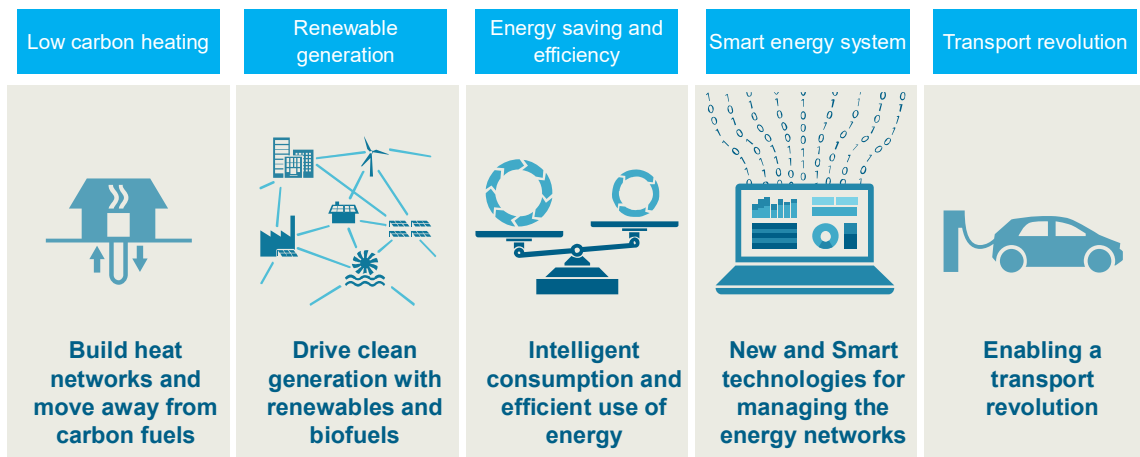 Low carbon heating
Renewable
generation
Energy saving and
efficiency
Smart energy system
Transport revolution
Build heat
networks and
move away from
carbon fuels
Drive clean
generation with
renewables and
biofuels
Intelligent
consumption and
efficient use of
energy
New and Smart
technologies for
managing the
energy networks
Enabling a
transport
revolution